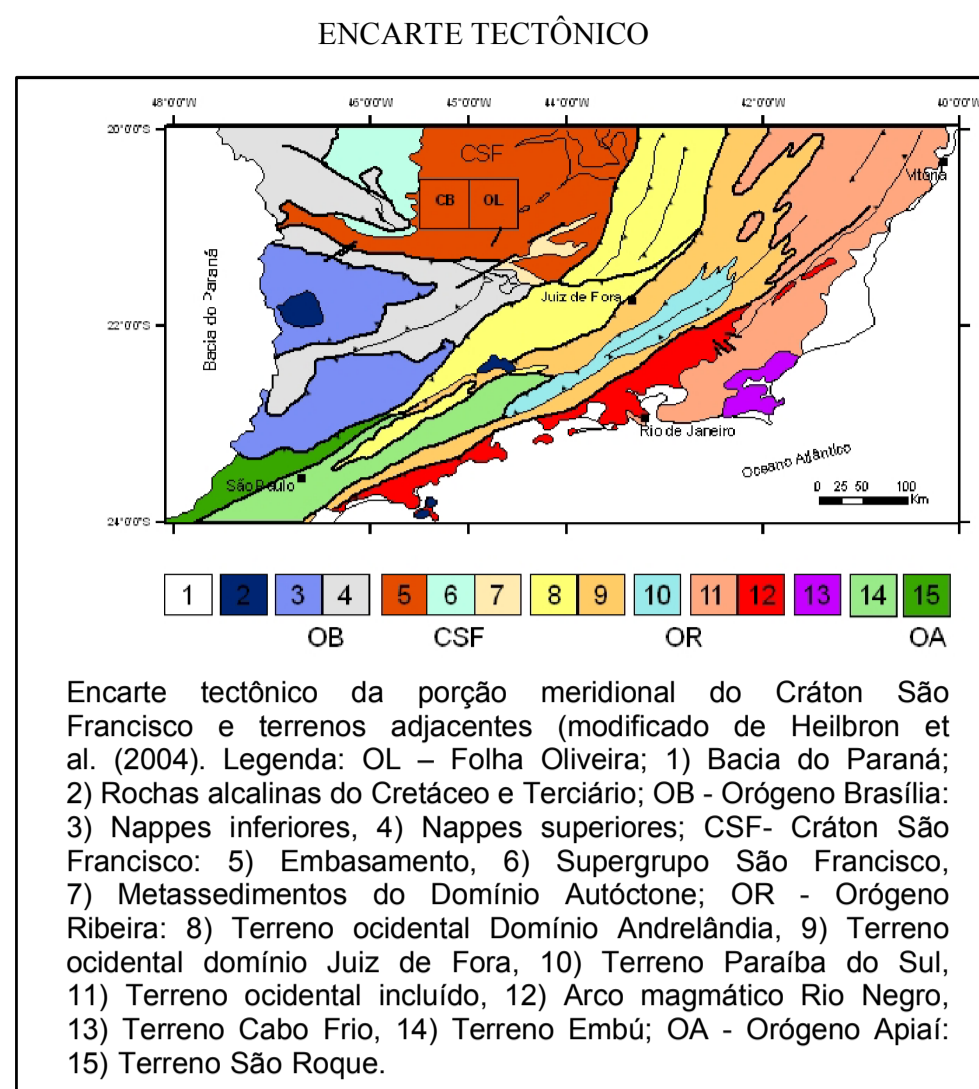 ENCARTE TECTÔNICO
48°0'0"W 46°0'0"W 45°0'0"W 44°0'0"W 42°0'0"W 40°0'0"W
20°0'0"S
CSF
Vitória
CB OL
Bacia do Paraná
Juiz de Fora
22°0'0"S
Rio de Janeiro
Oceano Atlântico
São Paulo
0 25 50 100
Km
24°0'0"S
1 2 3 4 5 6 7 8 9 10 11 12 13 14 15
OB CSF OR OA
Encarte tectônico da porção meridional do Cráton São
Francisco e terrenos adjacentes (modificado de Heilbron et
al. (2004). Legenda: OL – Folha Oliveira; 1) Bacia do Paraná;
2) Rochas alcalinas do Cretáceo e Terciário; OB - Orógeno Brasília:
3) Nappes inferiores, 4) Nappes superiores; CSF- Cráton São
Francisco: 5) Embasamento, 6) Supergrupo São Francisco,
7) Metassedimentos do Domínio Autóctone; OR - Orógeno
Ribeira: 8) Terreno ocidental Domínio Andrelândia, 9) Terreno
ocidental domínio Juiz de Fora, 10) Terreno Paraíba do Sul,
11) Terreno ocidental incluído, 12) Arco magmático Rio Negro,
13) Terreno Cabo Frio, 14) Terreno Embú; OA - Orógeno Apiaí:
15) Terreno São Roque.